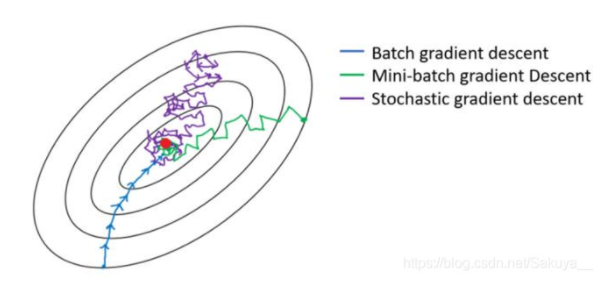 Batch gradient descent
Mini-batch gradient Descent
Stochastic gradient descent
https://blog.csdn.net/Sakuya__